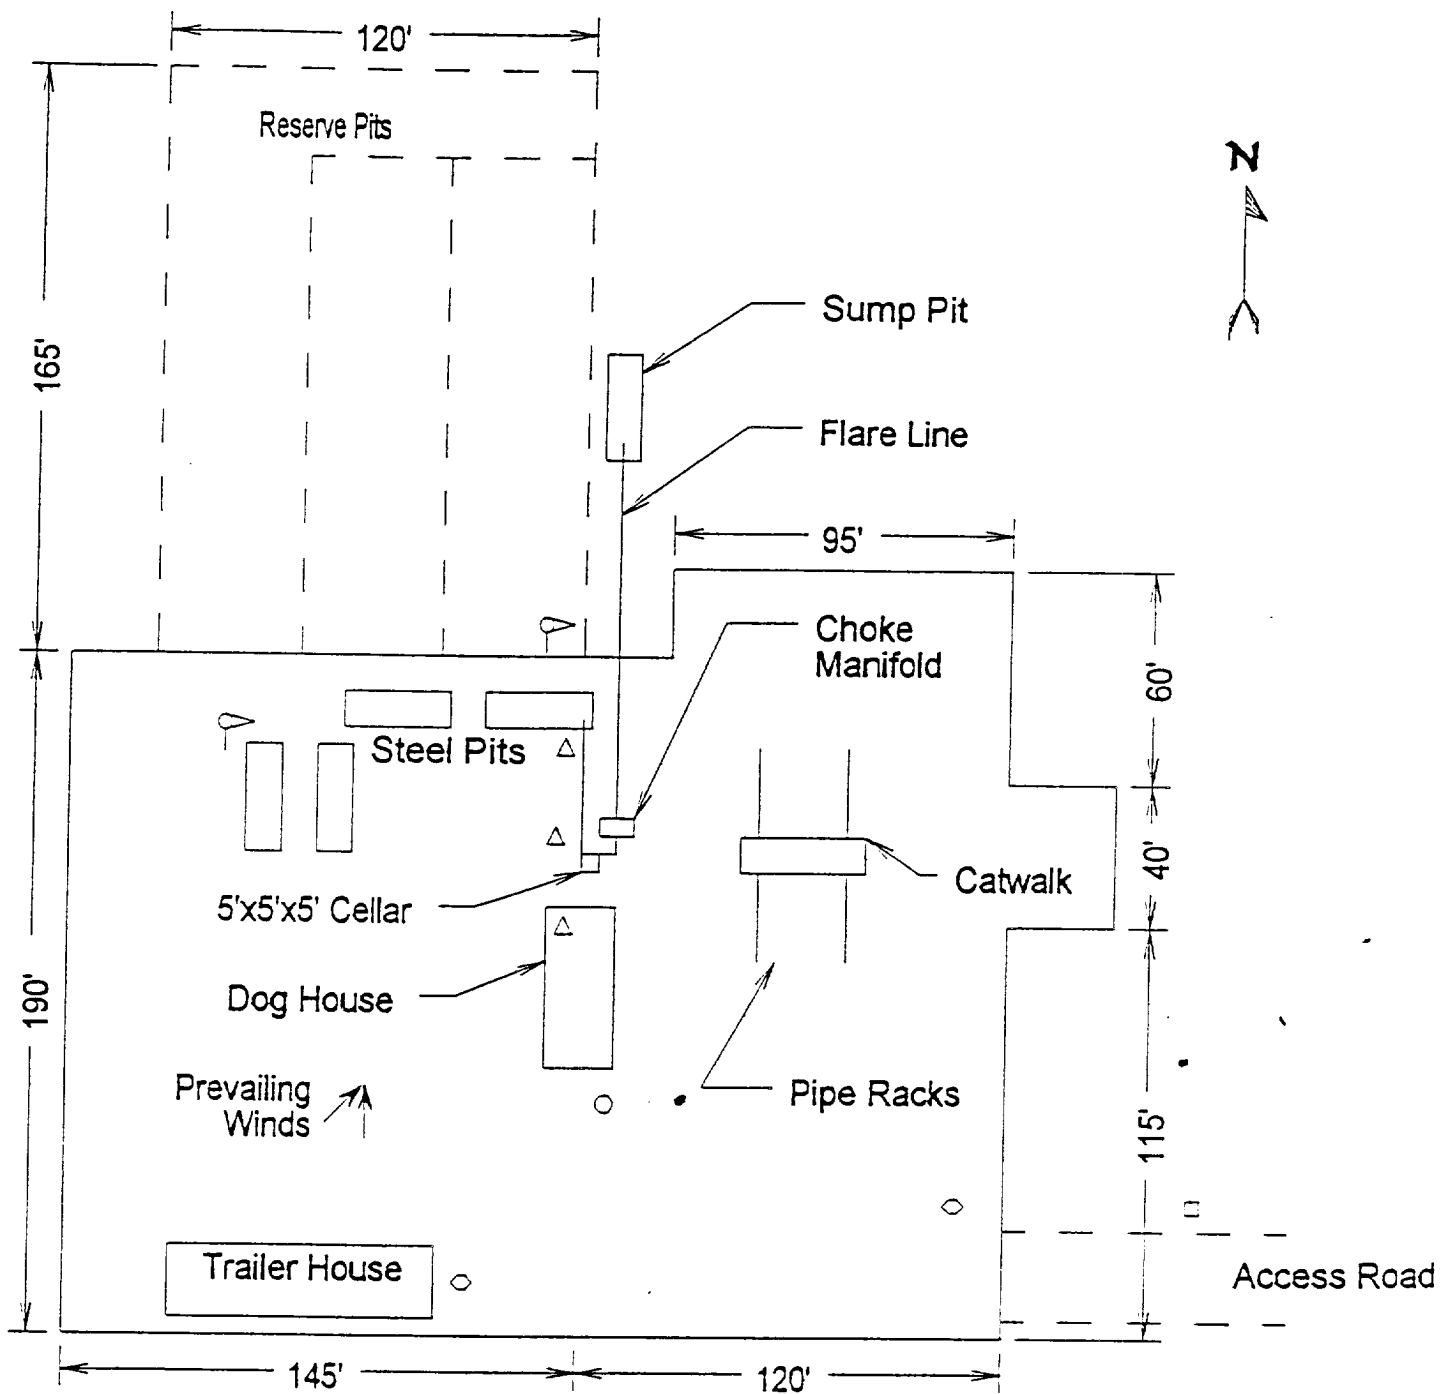 120'
Reserve Pits
N
Sump Pit
165'
Flare Line
95'
Choke
Manifold
60'
Steel Pits
40'
Catwalk
5'x5'x5' Cellar
190'
Dog House
Prevailing
Winds
Pipe Racks
115'
Trailer House
Access Road
145'
120'